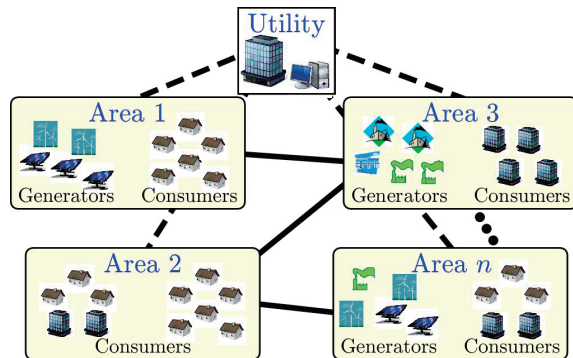 Utility
Area 1
Generators Consumers
Area 3
Generators Consumers
Area 2
Consumers
Area n
Generators Consumers